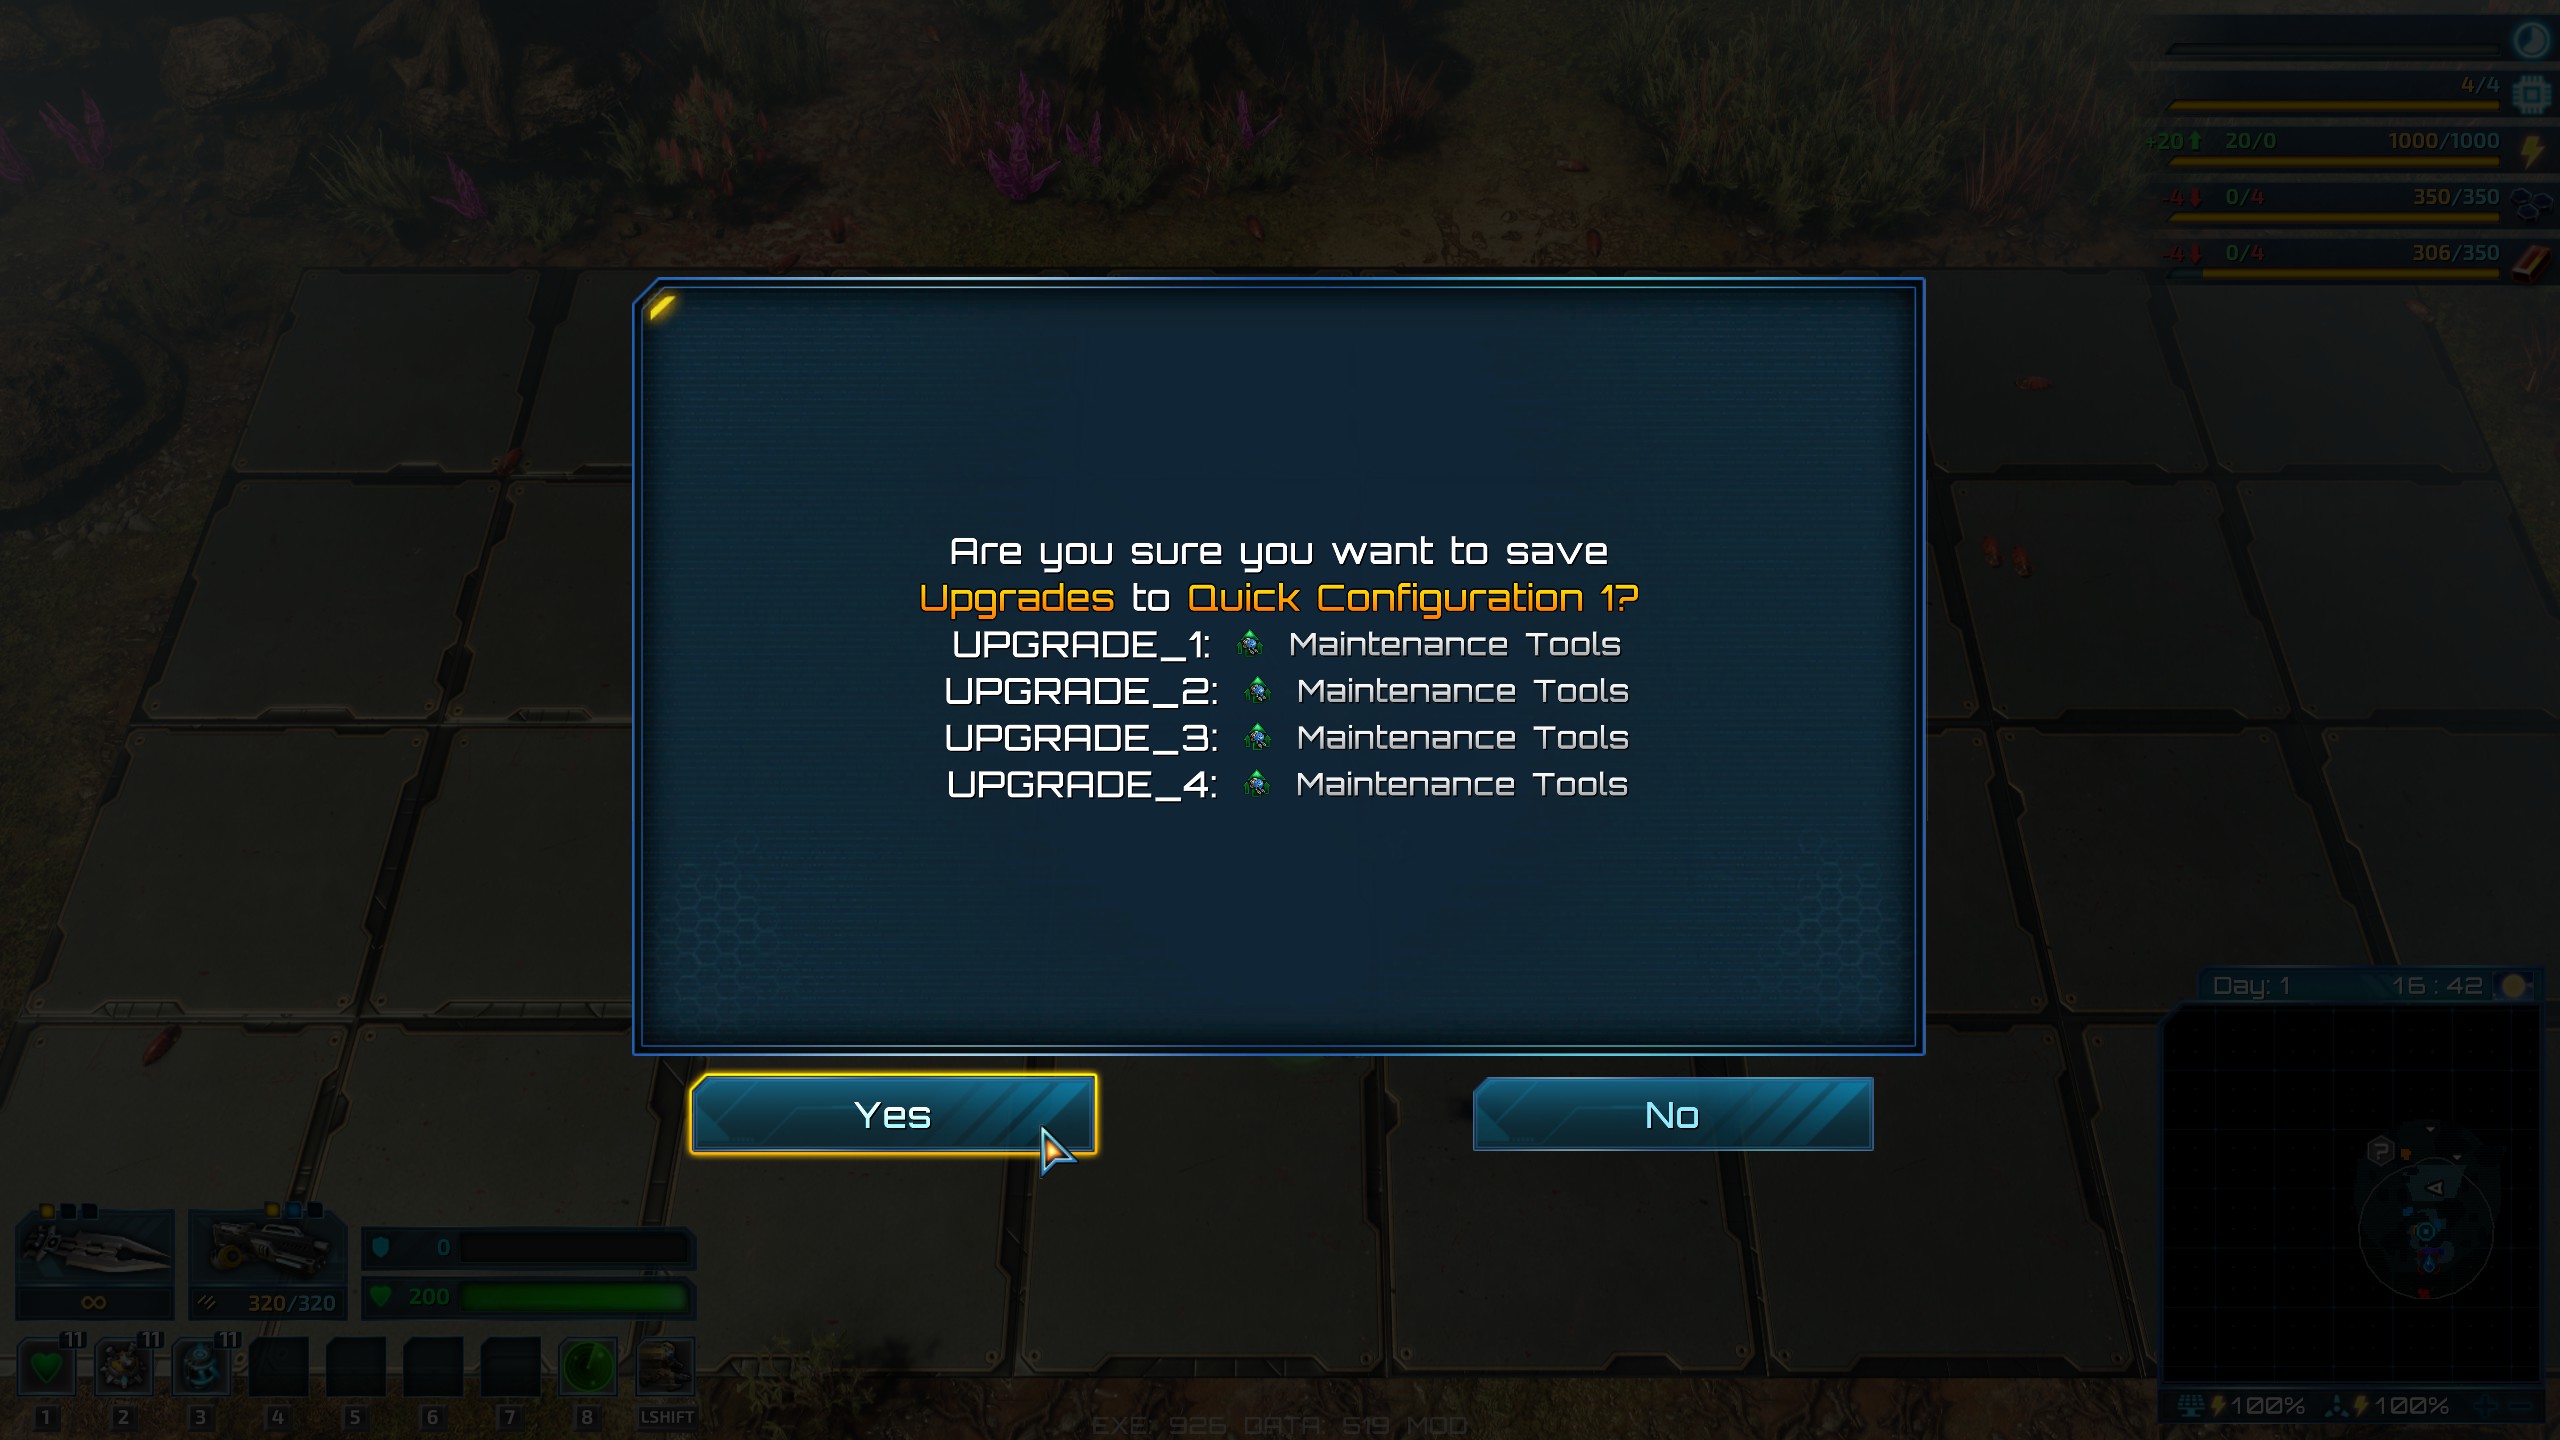 4/4
+20 20/0 1000/1000
-4 0/4 350/350
-4 0/4 306/350
Are you sure you want to save
Upgrades to Quick Configuration 1?
UPGRADE_1: Maintenance Tools
UPGRADE_2: Maintenance Tools
UPGRADE_3: Maintenance Tools
UPGRADE_4: Maintenance Tools
Yes No
Day: 1 16:42
?
0
∞ 320/320 200
11 11 11
1 2 3 4 5 6 7 8 LSHIFT
100% 100%
EXE: 926 DATA: 519 MOD